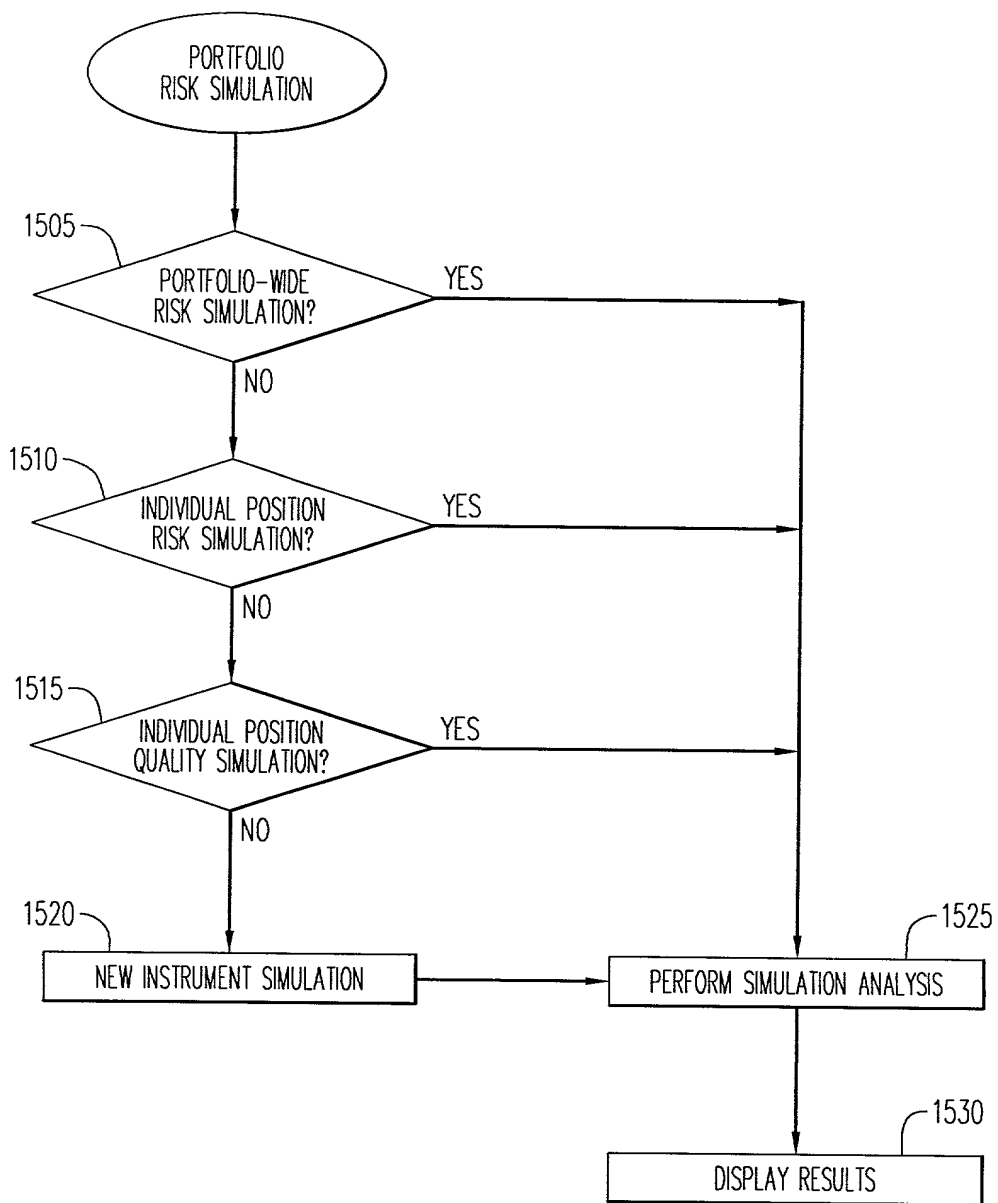 PORTFOLIO
RISK SIMULATION
1505
PORTFOLIO-WIDE
RISK SIMULATION?
YES
NO
1510
INDIVIDUAL POSITION
RISK SIMULATION?
YES
NO
1515
INDIVIDUAL POSITION
QUALITY SIMULATION?
YES
NO
1520
NEW INSTRUMENT SIMULATION
1525
PERFORM SIMULATION ANALYSIS
1530
DISPLAY RESULTS